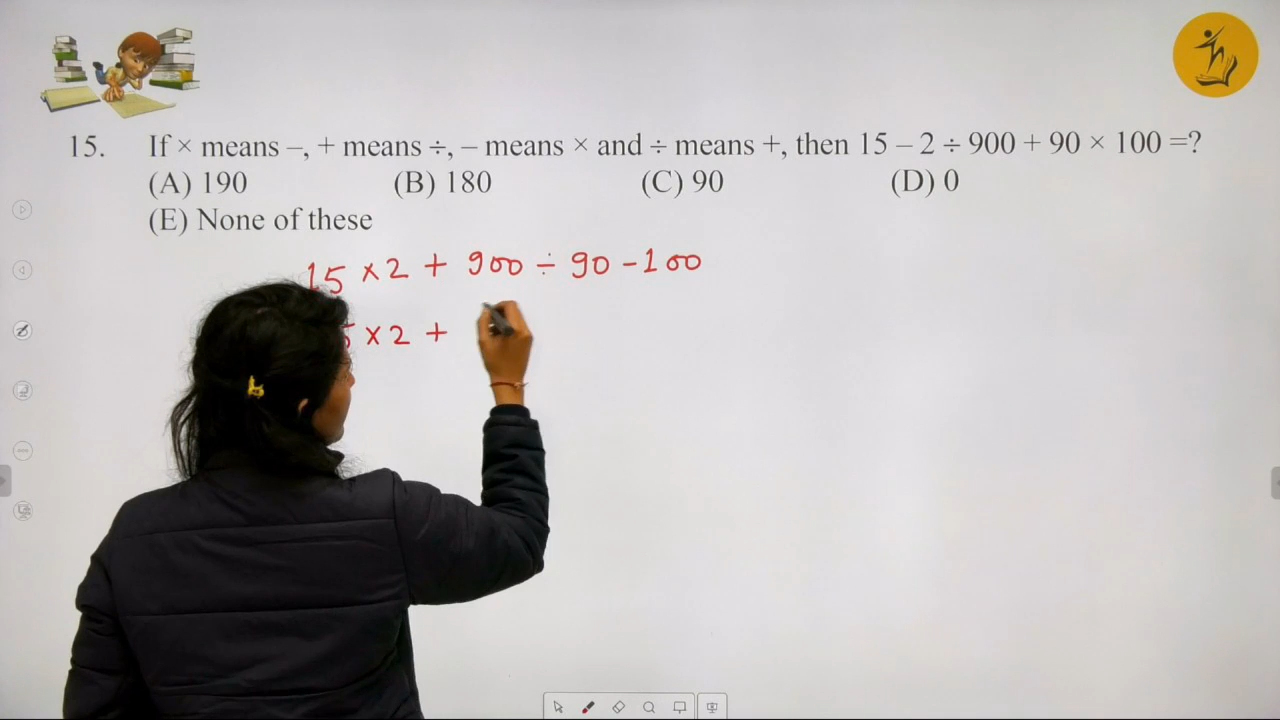 15. If × means –, + means ÷, – means × and ÷ means +, then 15 – 2 ÷ 900 + 90 × 100 =?
(A) 190 (B) 180 (C) 90 (D) 0
(E) None of these
15 × 2 + 900 ÷ 90 - 100
5 × 2 +